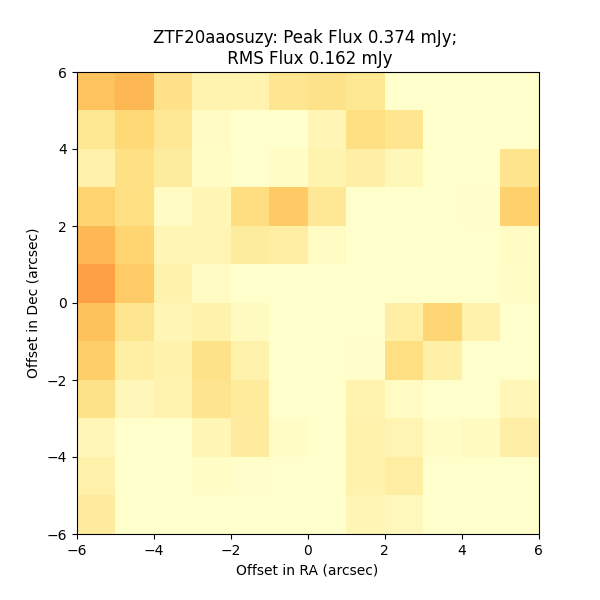 ZTF20aaosuzy: Peak Flux 0.374 mJy;
RMS Flux 0.162 mJy
6
4
2
0
−2
−4
−6
Offset in Dec (arcsec)
−6 −4 −2 0 2 4 6
Offset in RA (arcsec)